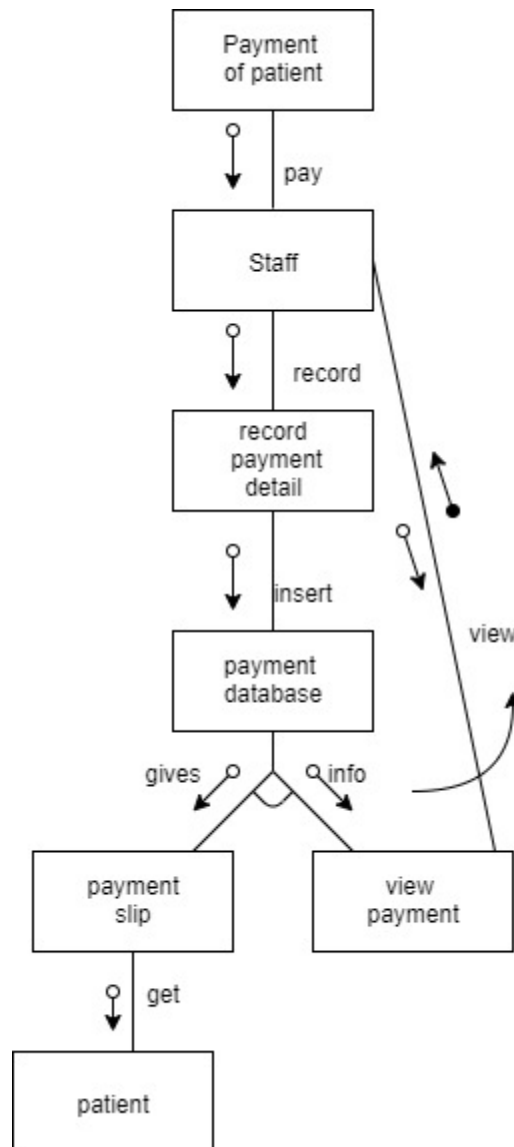 Payment
of patient
pay
Staff
record
record
payment
detail
insert
payment
database
view
gives
info
payment
slip
view
payment
get
patient